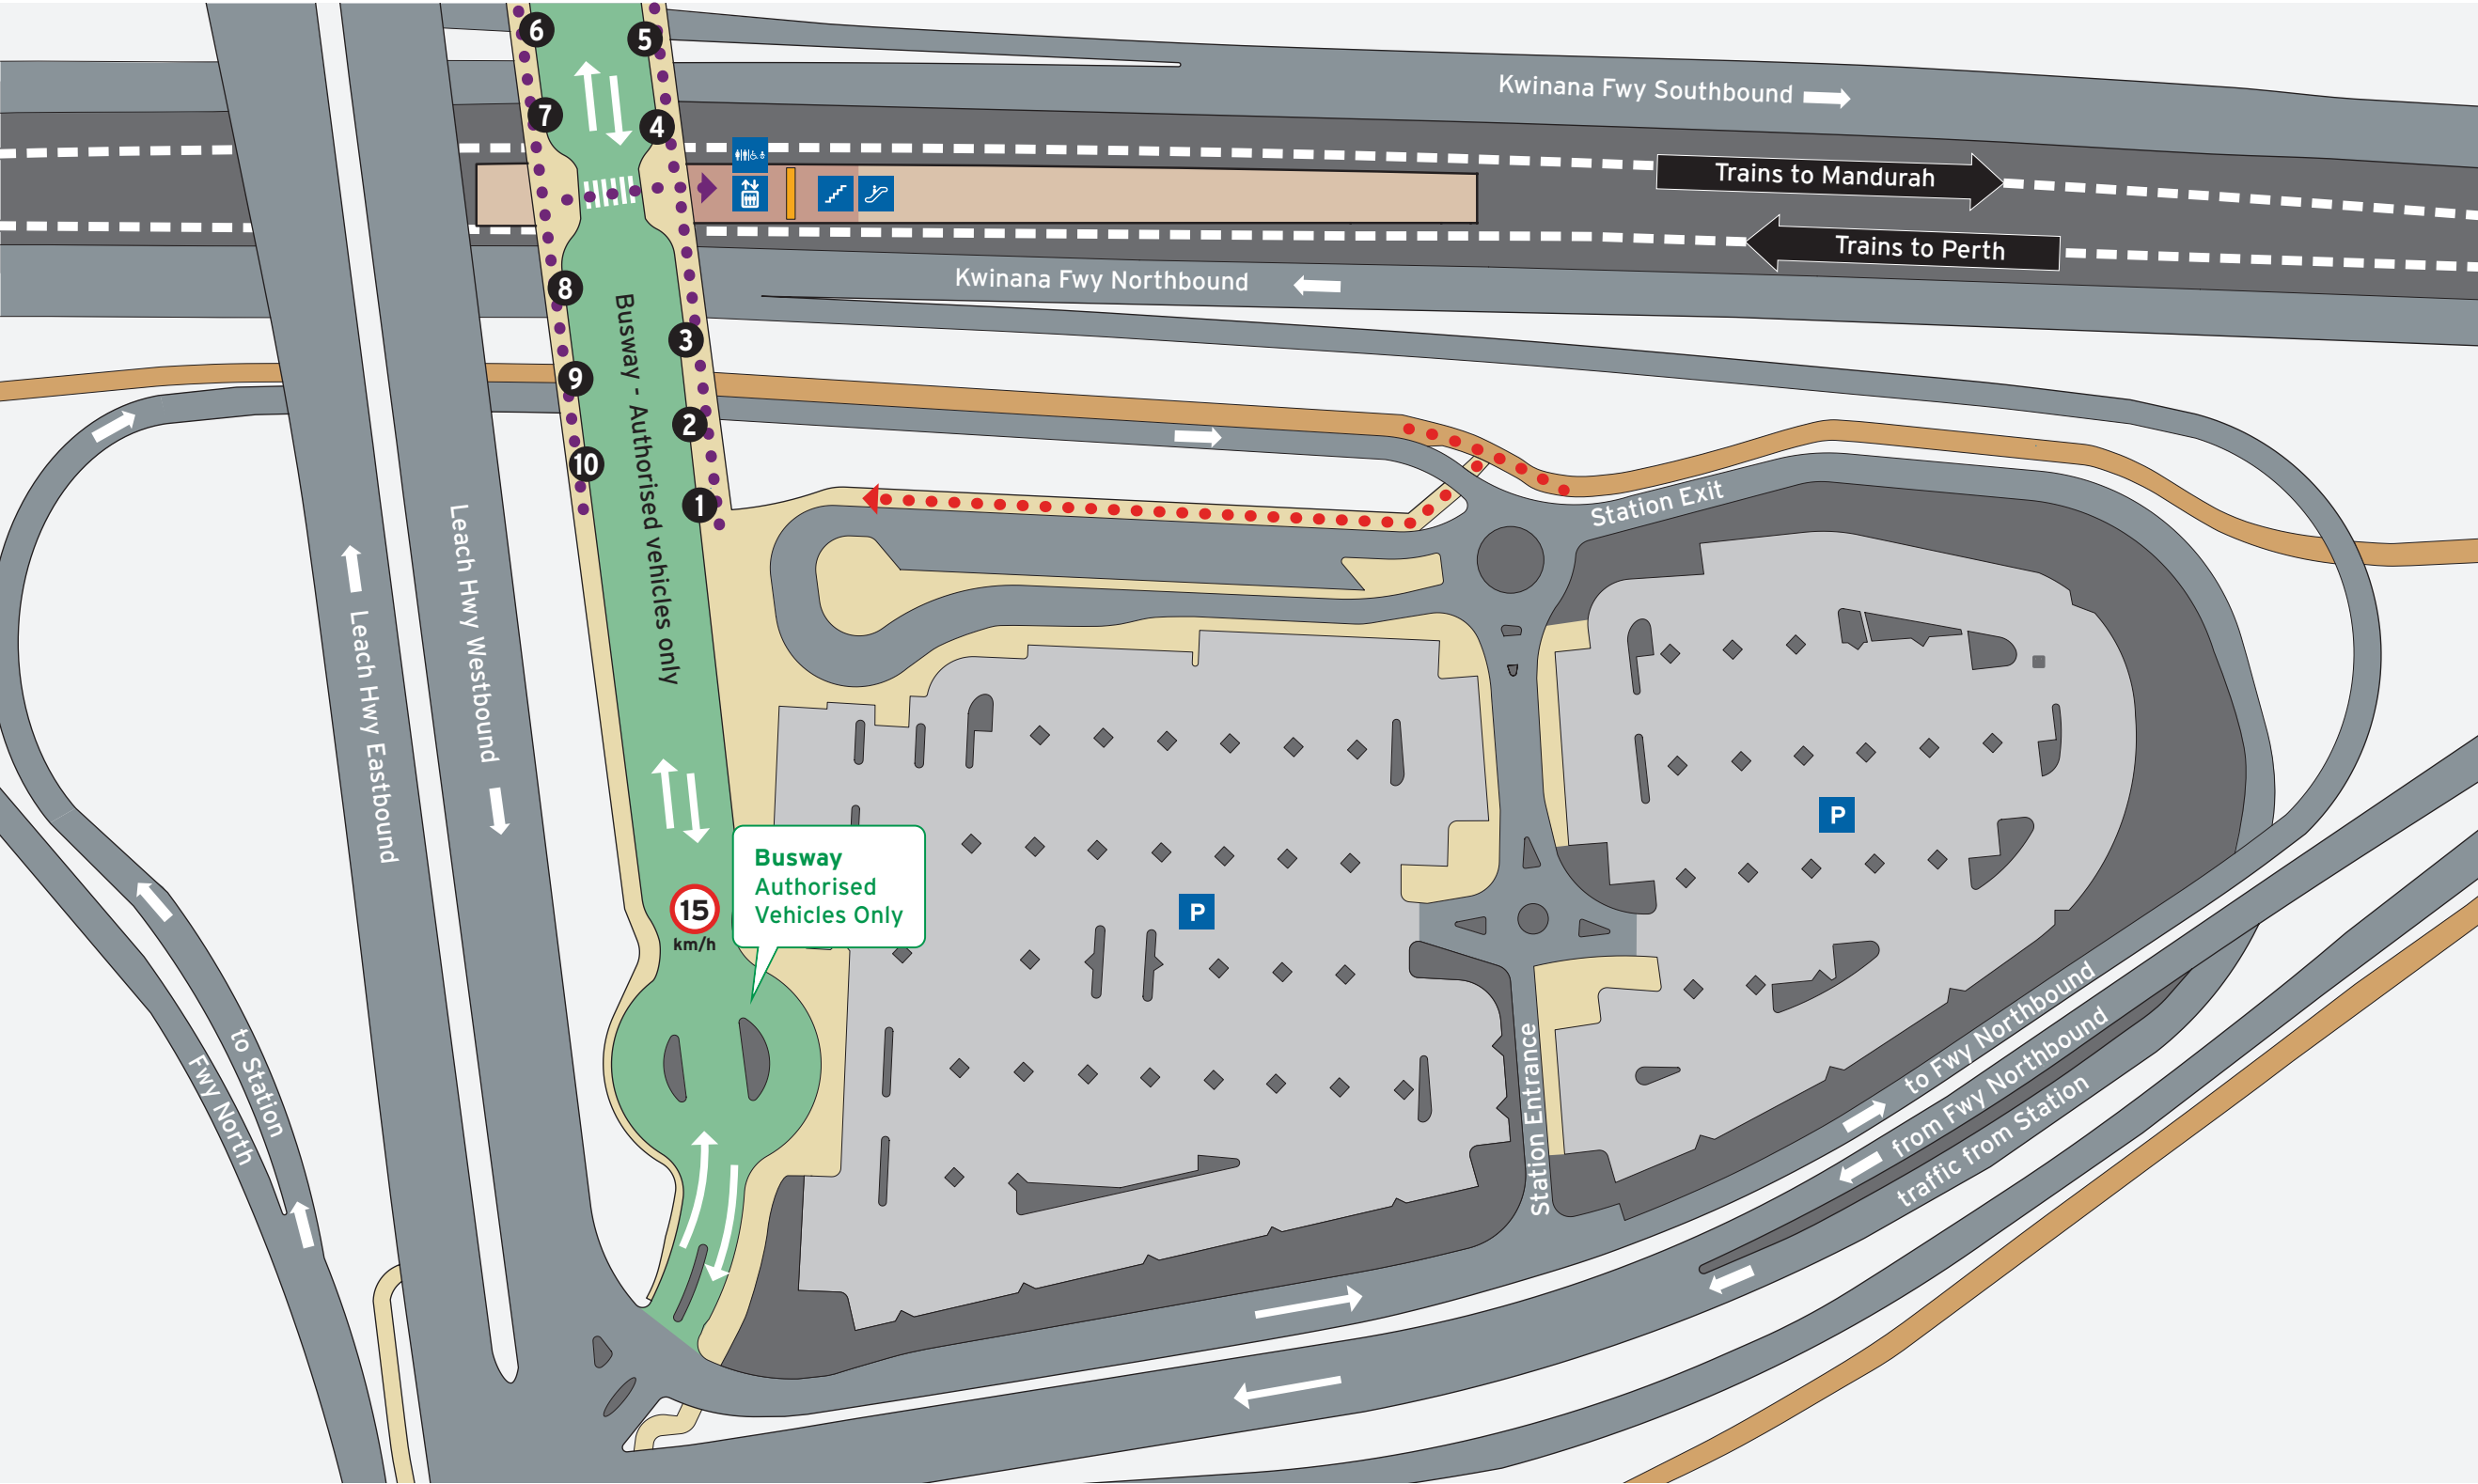 6
5
Kwinana Fwy Southbound
7
4
Trains to Mandurah
Trains to Perth
Kwinana Fwy Northbound
8
3
9
2
10
1
Busway - Authorised vehicles only
Station Exit
Leach Hwy Westbound
Leach Hwy Eastbound
P
P
Busway
Authorised
Vehicles Only
15
km/h
to Station
Fwy North
Station Entrance
to Fwy Northbound
from Fwy Northbound
traffic from Station